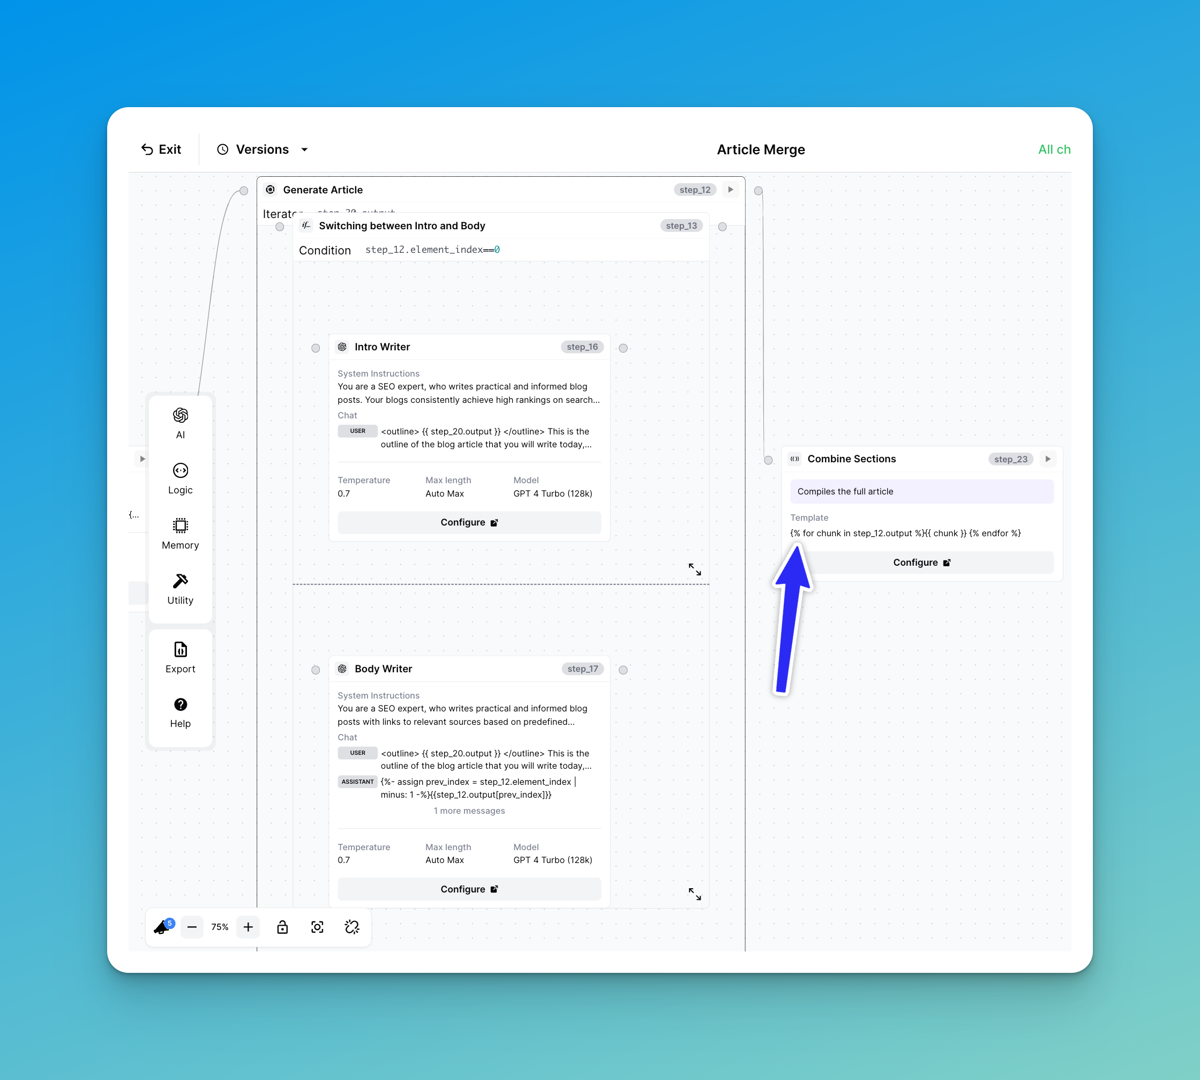 Exit
Versions
Article Merge
All ch
Generate Article
step_12
Iterator step_20.output
Switching between Intro and Body
step_13
Condition step_12.element_index==0
Intro Writer
step_16
System Instructions
You are a SEO expert, who writes practical and informed blog
posts. Your blogs consistently achieve high rankings on search...
Chat
USER
<outline> {{ step_20.output }} </outline> This is the
outline of the blog article that you will write today,...
Temperature
Max length
Model
0.7
Auto Max
GPT 4 Turbo (128k)
Configure
AI
Logic
{...
Memory
Utility
Export
Help
Combine Sections
step_23
Compiles the full article
Template
{% for chunk in step_12.output %}{{ chunk }} {% endfor %}
Configure
Body Writer
step_17
System Instructions
You are a SEO expert, who writes practical and informed blog
posts with links to relevant sources based on predefined...
Chat
USER
<outline> {{ step_20.output }} </outline> This is the
outline of the blog article that you will write today,...
ASSISTANT
{%- assign prev_index = step_12.element_index |
minus: 1 -%}{{step_12.output[prev_index]}}
1 more messages
Temperature
Max length
Model
0.7
Auto Max
GPT 4 Turbo (128k)
Configure
5
75%